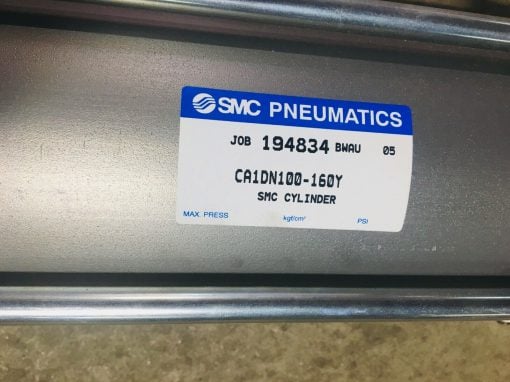 SMC PNEUMATICS
JOB 194834 BWAU 05
CA1DN100-160Y
SMC CYLINDER
MAX. PRESS kgf/cm² PSI